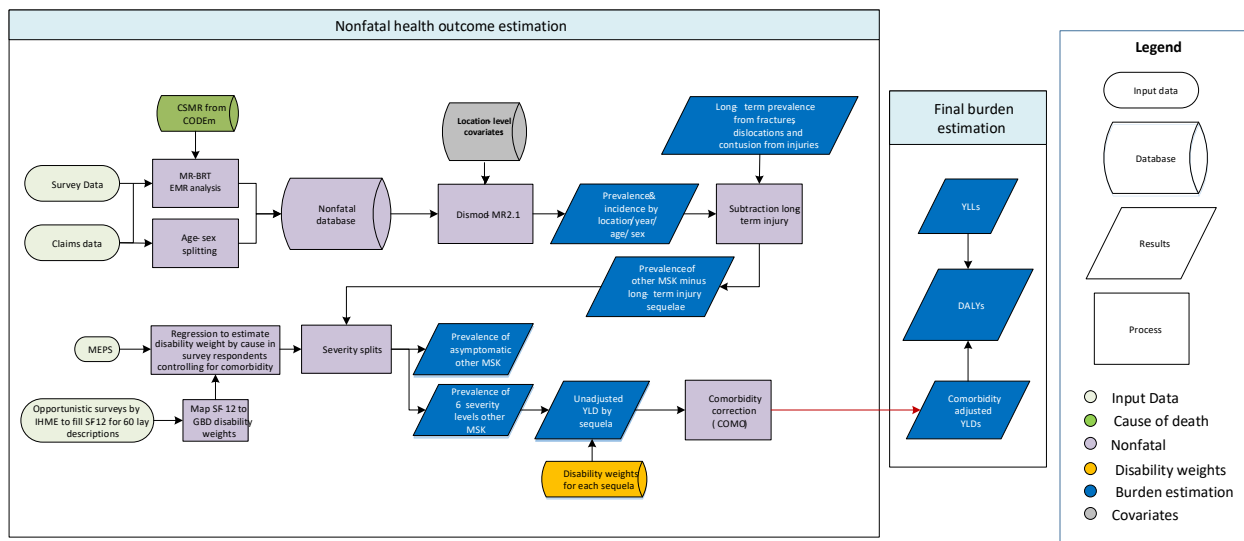 Nonfatal health outcome estimation
CSMR from
CODEm
Survey Data
MR-BRT
EMR analysis
Claims data
Age- sex
splitting
Nonfatal
database
Location-level
covariates
Dismod-MR2.1
Prevalence&
incidence by
location/year/
age/ sex
Long- term prevalence
from fractures,
dislocations and
contusion from injuries
Subtraction long
term injury
Prevalenceof
other MSK minus
long- term injury
sequelae
MEPS
Regression to estimate
disability weight by cause in
survey respondents
controlling for comorbidity
Severity splits
Prevalence of
asymptomatic
other MSK
Opportunistic surveys by
IHME to fill SF12 for 60 lay
descriptions
Map SF 12 to
GBD disability
weights
Prevalence of
6 severity
levels other
MSK
Unadjusted
YLD by
sequela
Comorbidity
correction
( COMO)
Disability weights
for each sequela
Final burden
estimation
YLLs
DALYs
Comorbidity
adjusted
YLDs
Legend
Input data
Database
Results
Process
Input Data
Cause of death
Nonfatal
Disability weights
Burden estimation
Covariates